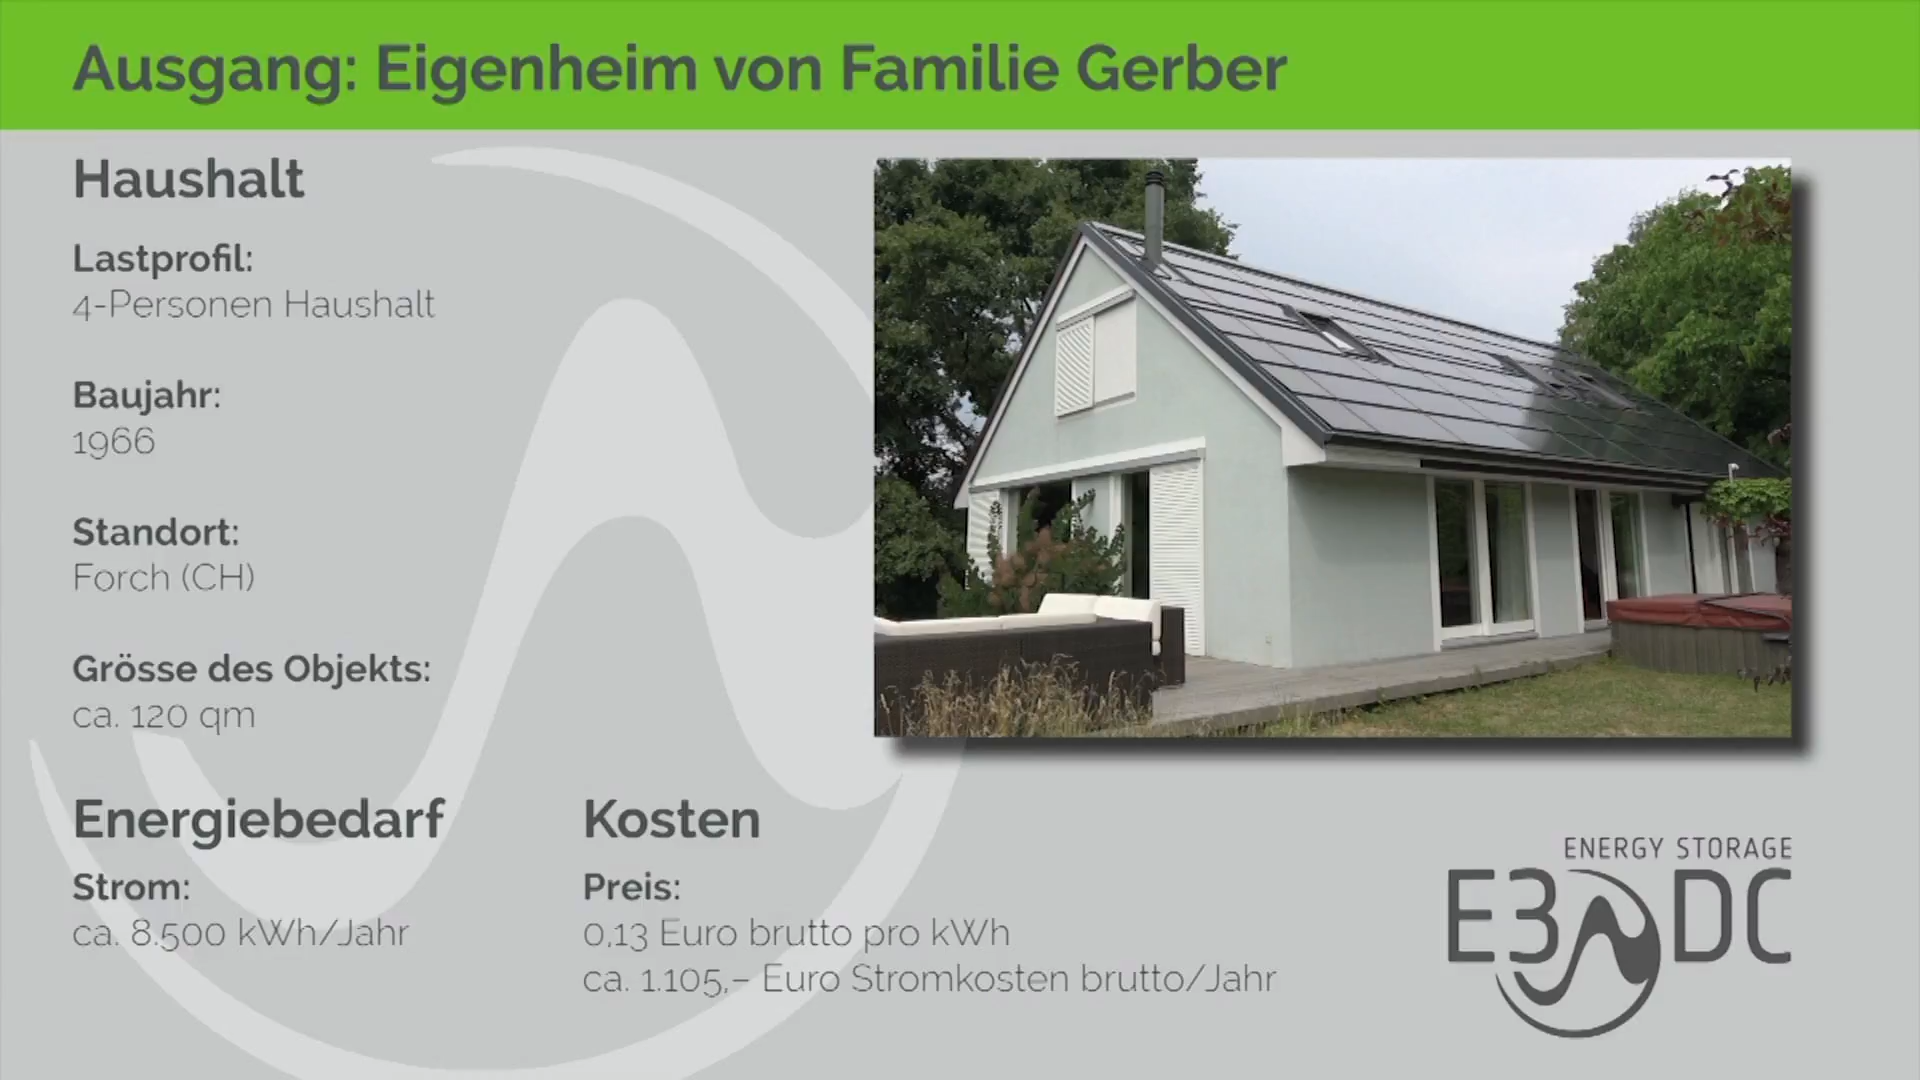 Ausgang: Eigenheim von Familie Gerber
Haushalt
Lastprofil:
4-Personen Haushalt
Baujahr:
1966
Standort:
Forch (CH)
Grösse des Objekts:
ca. 120 qm
Energiebedarf
Strom:
ca. 8.500 kWh/Jahr
Kosten
Preis:
0,13 Euro brutto pro kWh
ca. 1.105,– Euro Stromkosten brutto/Jahr
ENERGY STORAGE
E3 DC